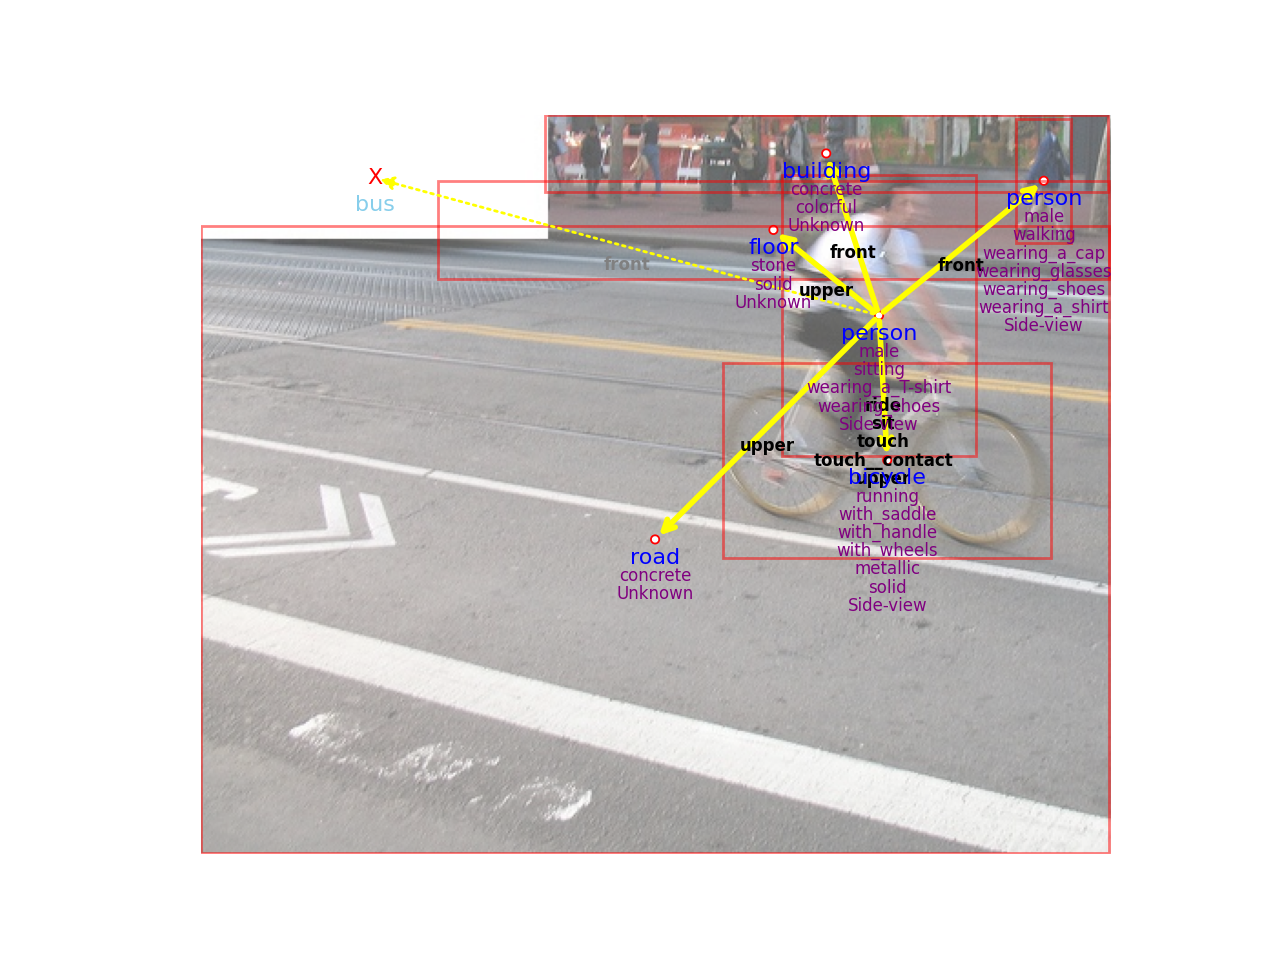 X
bus
building
concrete
colorful
Unknown
person
male
walking
wearing_a_cap
wearing_glasses
wearing_shoes
wearing_a_shirt
Side-view
floor
stone
solid
Unknown
front
front
front
upper
person
male
sitting
wearing_a_T-shirt
wearing_shoes
Side-view
ride
sit
touch
touch__contact
upper
upper
bicycle
running
with_saddle
with_handle
with_wheels
metallic
solid
Side-view
road
concrete
Unknown